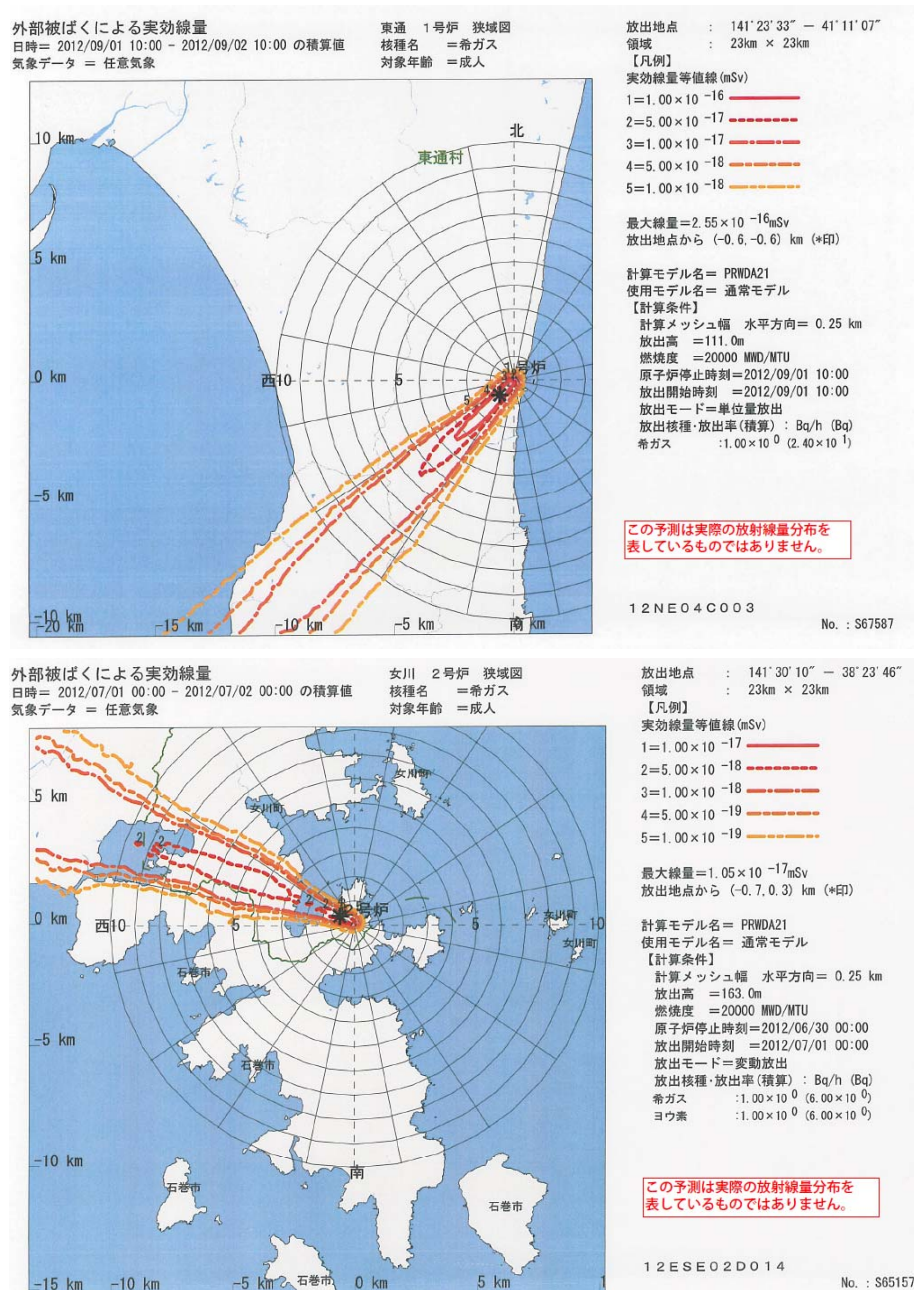 外部被ばくによる実効線量
日時= 2012/09/01 10:00 - 2012/09/02 10:00 の積算値
気象データ = 任意気象
東通 1号炉 狭域図
核種名 =希ガス
対象年齢 =成人
放出地点 : 141°23'33" - 41°11'07"
領域 : 23km × 23km
【凡例】
実効線量等値線(mSv)
1=1.00×10 -16
2=5.00×10 -17
3=1.00×10 -17
4=5.00×10 -18
5=1.00×10 -18
最大線量=2.55×10 -16mSv
放出地点から (-0.6,-0.6) km (*印)
計算モデル名= PRWDA21
使用モデル名= 通常モデル
【計算条件】
計算メッシュ幅 水平方向= 0.25 km
放出高 =111.0m
燃焼度 =20000 MWD/MTU
原子炉停止時刻=2012/09/01 10:00
放出開始時刻 =2012/09/01 10:00
放出モード=単位量放出
放出核種・放出率(積算) : Bq/h (Bq)
希ガス :1.00×10 0 (2.40×10 1)
この予測は実際の放射線量分布を
表しているものではありません。
12NE04C003
No. : S67587
10 km
5 km
0 km
-5 km
-10 km
-20 km
-15 km
-10 km
-5 km
0 km
北
東通村
西10
5
1号炉
4
5
南
外部被ばくによる実効線量
日時= 2012/07/01 00:00 - 2012/07/02 00:00 の積算値
気象データ = 任意気象
女川 2号炉 狭域図
核種名 =希ガス
対象年齢 =成人
放出地点 : 141°30'10" - 38°23'46"
領域 : 23km × 23km
【凡例】
実効線量等値線(mSv)
1=1.00×10 -17
2=5.00×10 -18
3=1.00×10 -18
4=5.00×10 -19
5=1.00×10 -19
最大線量=1.05×10 -17mSv
放出地点から (-0.7,0.3) km (*印)
計算モデル名= PRWDA21
使用モデル名= 通常モデル
【計算条件】
計算メッシュ幅 水平方向= 0.25 km
放出高 =163.0m
燃焼度 =20000 MWD/MTU
原子炉停止時刻=2012/06/30 00:00
放出開始時刻 =2012/07/01 00:00
放出モード=変動放出
放出核種・放出率(積算) : Bq/h (Bq)
希ガス :1.00×10 0 (6.00×10 0)
ヨウ素 :1.00×10 0 (6.00×10 0)
この予測は実際の放射線量分布を
表しているものではありません。
12ESE02D014
No. : S65157
5 km
0 km
-5 km
-10 km
-15 km
-10 km
-5 km
0 km
5 km
女川町
女川町
2
2
2
西10
5
号炉
5
女川町
10
女川町
石巻市
石巻市
南
石巻市
石巻市
石巻市